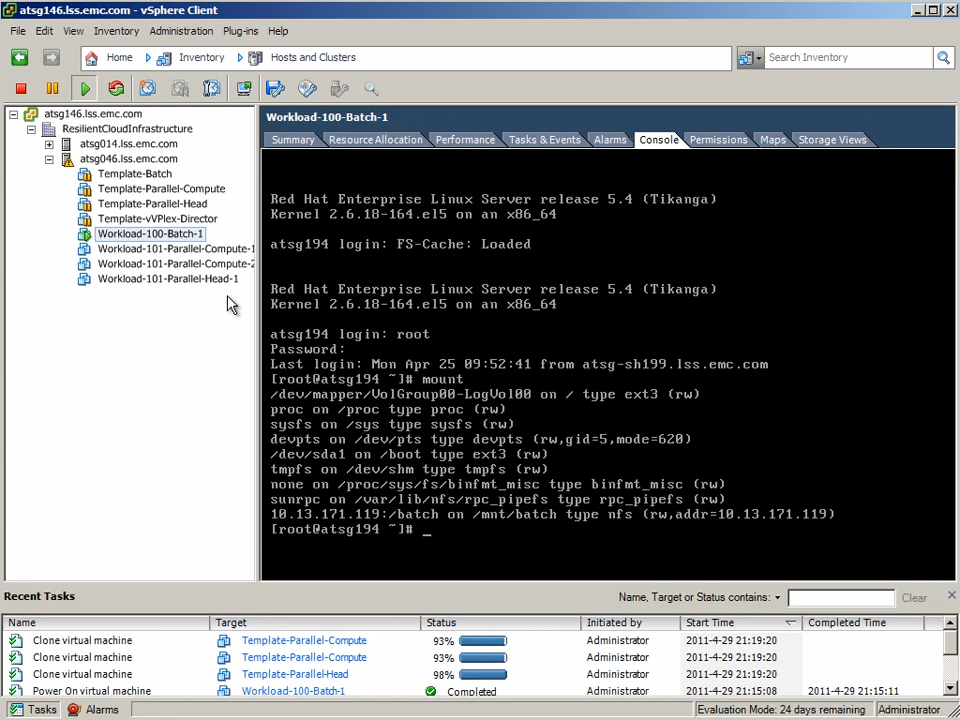 atsg146.lss.emc.com - vSphere Client
File Edit View Inventory Administration Plug-ins Help
Home Inventory Hosts and Clusters Search Inventory
atsg146.lss.emc.com
ResilientCloudInfrastructure
atsg014.lss.emc.com
atsg046.lss.emc.com
Template-Batch
Template-Parallel-Compute
Template-Parallel-Head
Template-vVPlex-Director
Workload-100-Batch-1
Workload-101-Parallel-Compute-1
Workload-101-Parallel-Compute-2
Workload-101-Parallel-Head-1
Workload-100-Batch-1
Summary Resource Allocation Performance Tasks & Events Alarms Console Permissions Maps Storage Views
Red Hat Enterprise Linux Server release 5.4 (Tikanga)
Kernel 2.6.18-164.el5 on an x86_64
atsg194 login: FS-Cache: Loaded
Red Hat Enterprise Linux Server release 5.4 (Tikanga)
Kernel 2.6.18-164.el5 on an x86_64
atsg194 login: root
Password:
Last login: Mon Apr 25 09:52:41 from atsg-sh199.lss.emc.com
[root@atsg194 ~]# mount
/dev/mapper/VolGroup00-LogVol00 on / type ext3 (rw)
proc on /proc type proc (rw)
sysfs on /sys type sysfs (rw)
devpts on /dev/pts type devpts (rw,gid=5,mode=620)
/dev/sda1 on /boot type ext3 (rw)
tmpfs on /dev/shm type tmpfs (rw)
none on /proc/sys/fs/binfmt_misc type binfmt_misc (rw)
sunrpc on /var/lib/nfs/rpc_pipefs type rpc_pipefs (rw)
10.13.171.119:/batch on /mnt/batch type nfs (rw,addr=10.13.171.119)
[root@atsg194 ~]# _
Recent Tasks Name, Target or Status contains: Clear
Name Target Status Initiated by Start Time Completed Time
Clone virtual machine Template-Parallel-Compute 93% Administrator 2011-4-29 21:19:20
Clone virtual machine Template-Parallel-Compute 93% Administrator 2011-4-29 21:19:20
Clone virtual machine Template-Parallel-Head 98% Administrator 2011-4-29 21:19:20
Power On virtual machine Workload-100-Batch-1 Completed Administrator 2011-4-29 21:15:08 2011-4-29 21:15:11
Tasks Alarms Evaluation Mode: 24 days remaining Administrator